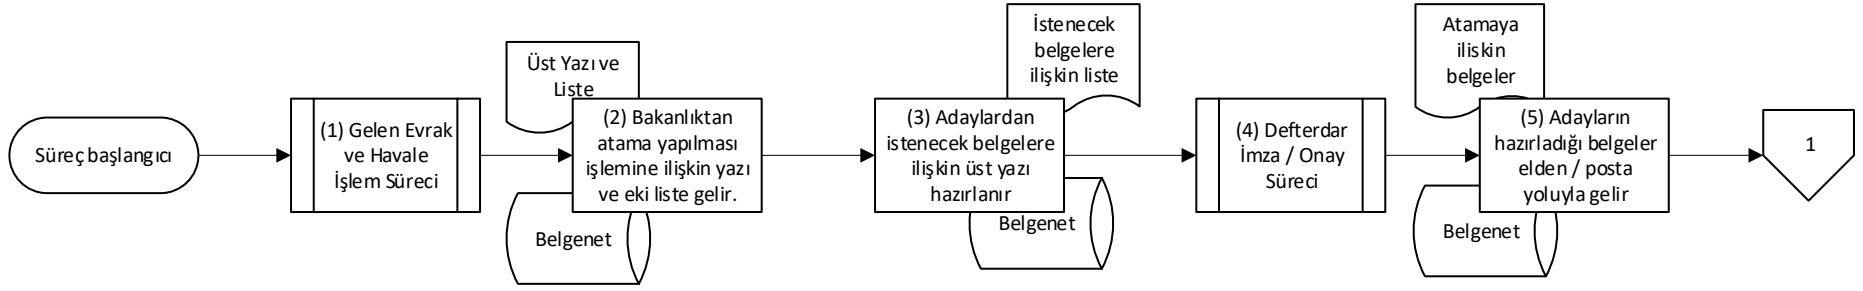 Süreç başlangıcı
(1) Gelen Evrak
ve Havale
İşlem Süreci
Üst Yazı ve
Liste
(2) Bakanlıktan
atama yapılması
işlemine ilişkin yazı
ve eki liste gelir.
Belgenet
İstenecek
belgelere
ilişkin liste
(3) Adaylardan
istenecek belgelere
ilişkin üst yazı
hazırlanır
Belgenet
(4) Defterdar
İmza / Onay
Süreci
Atamaya
iliskin
belgeler
(5) Adayların
hazırladığı belgeler
elden / posta
yoluyla gelir
Belgenet
1